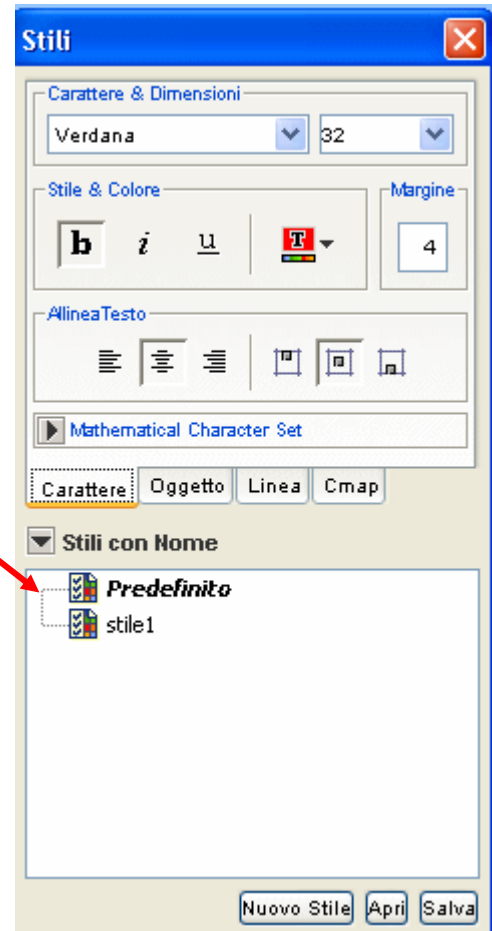 Stili
Carattere & Dimensioni
Verdana 32
Stile & Colore Margine
b i u T 4
AllineaTesto
Mathematical Character Set
Carattere Oggetto Linea Cmap
Stili con Nome
Predefinito
stile1
Nuovo Stile Apri Salva